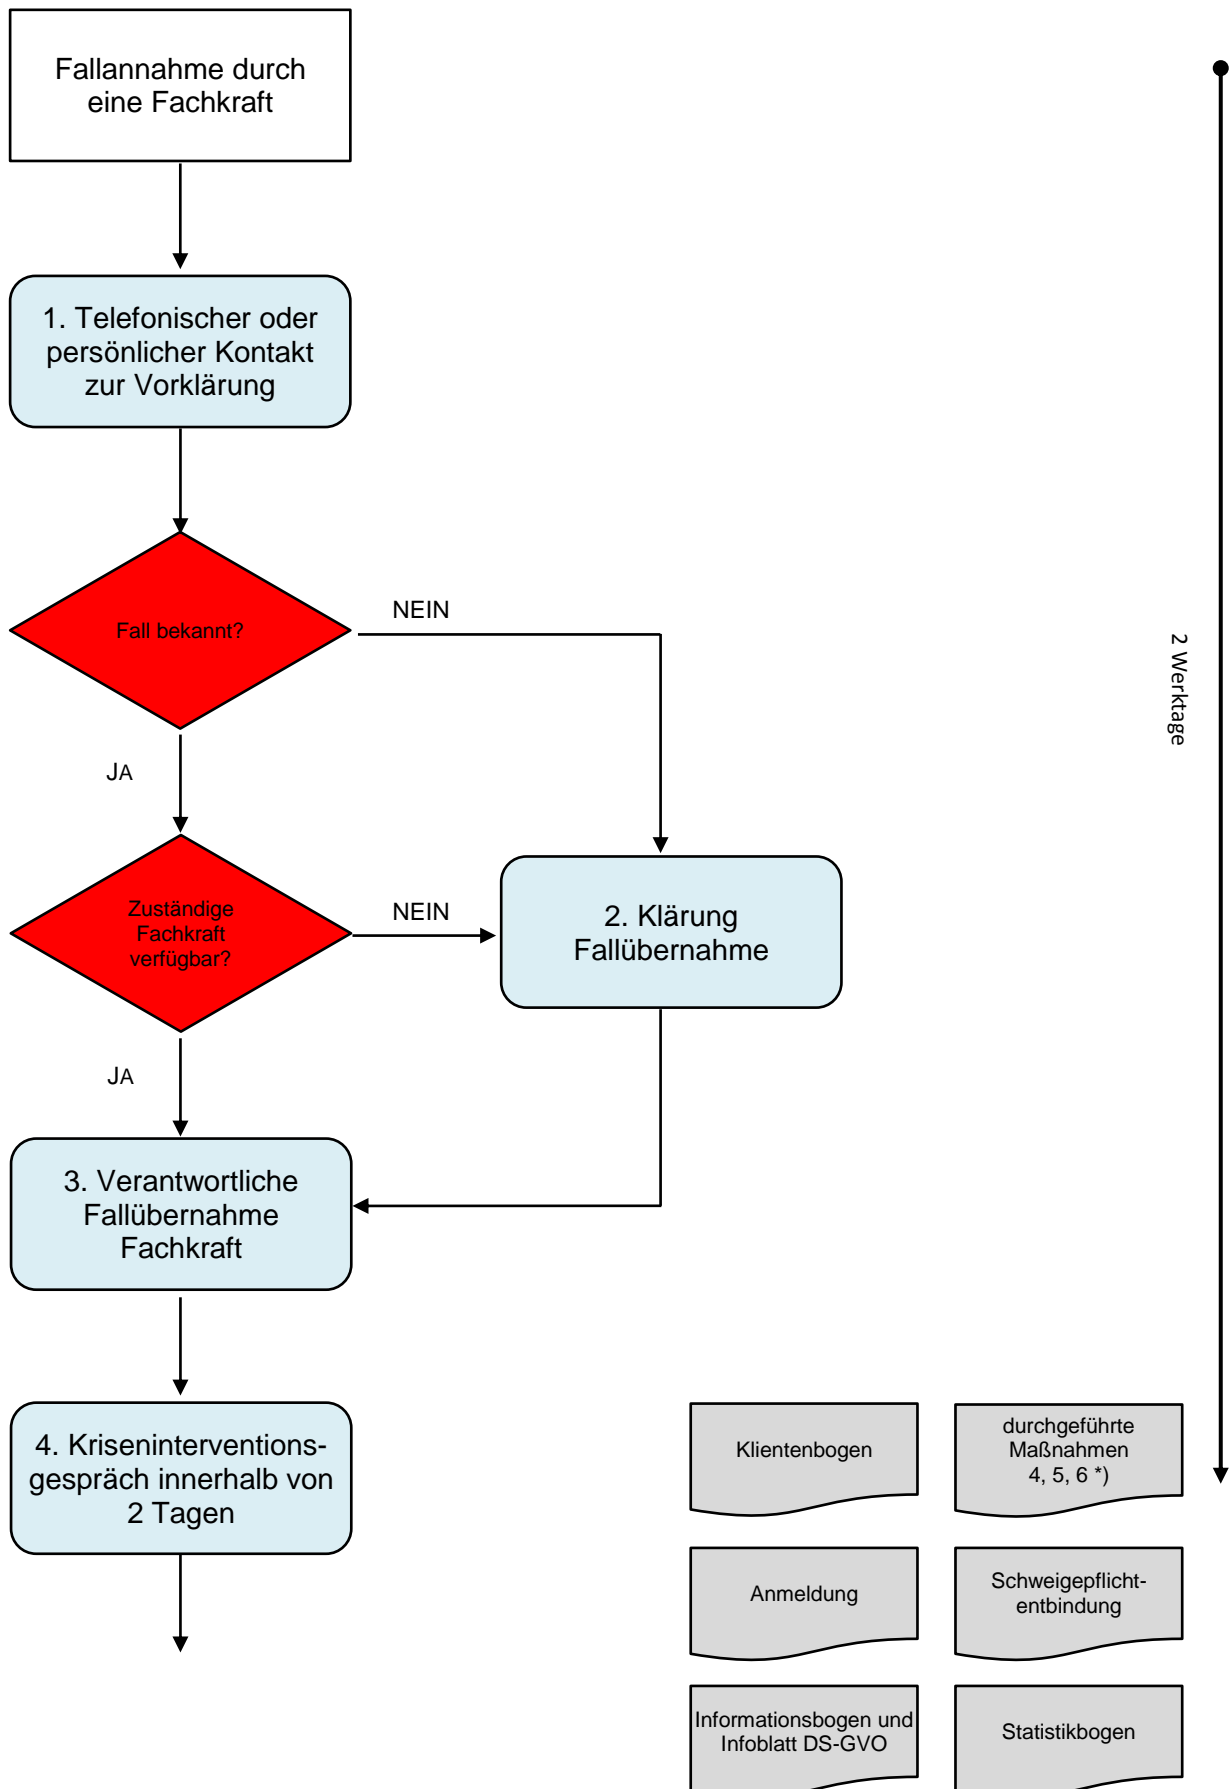 Fallannahme durch
eine Fachkraft
1. Telefonischer oder
persönlicher Kontakt
zur Vorklärung
Fall bekannt?
NEIN
JA
2 Werktage
Zuständige
Fachkraft
verfügbar?
NEIN
2. Klärung
Fallübernahme
JA
3. Verantwortliche
Fallübernahme
Fachkraft
4. Kriseninterventions-
gespräch innerhalb von
2 Tagen
Klientenbogen
durchgeführte
Maßnahmen
4, 5, 6 *)
Anmeldung
Schweigepflicht-
entbindung
Informationsbogen und
Infoblatt DS-GVO
Statistikbogen